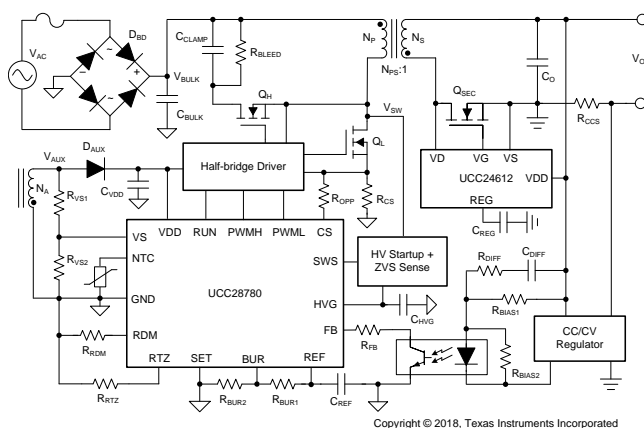 V_AC
D_BD
~
+
-
~
V_BULK
C_BULK
C_CLAMP
R_BLEED
Q_H
N_P
N_S
N_PS:1
V_SW
Q_L
C_O
V_O
Q_SEC
R_CCS
VD
VG
VS
UCC24612
VDD
REG
C_REG
V_AUX
D_AUX
N_A
R_VS1
R_VS2
C_VDD
Half-bridge Driver
R_OPP
R_CS
VS
VDD
RUN
PWMH
PWML
CS
NTC
SWS
HV Startup +
ZVS Sense
UCC28780
GND
HVG
C_HVG
RDM
FB
R_RDM
R_FB
RTZ
SET
BUR
REF
R_RTZ
R_BUR2
R_BUR1
C_REF
R_DIFF
C_DIFF
R_BIAS1
R_BIAS2
CC/CV
Regulator
Copyright © 2018, Texas Instruments Incorporated